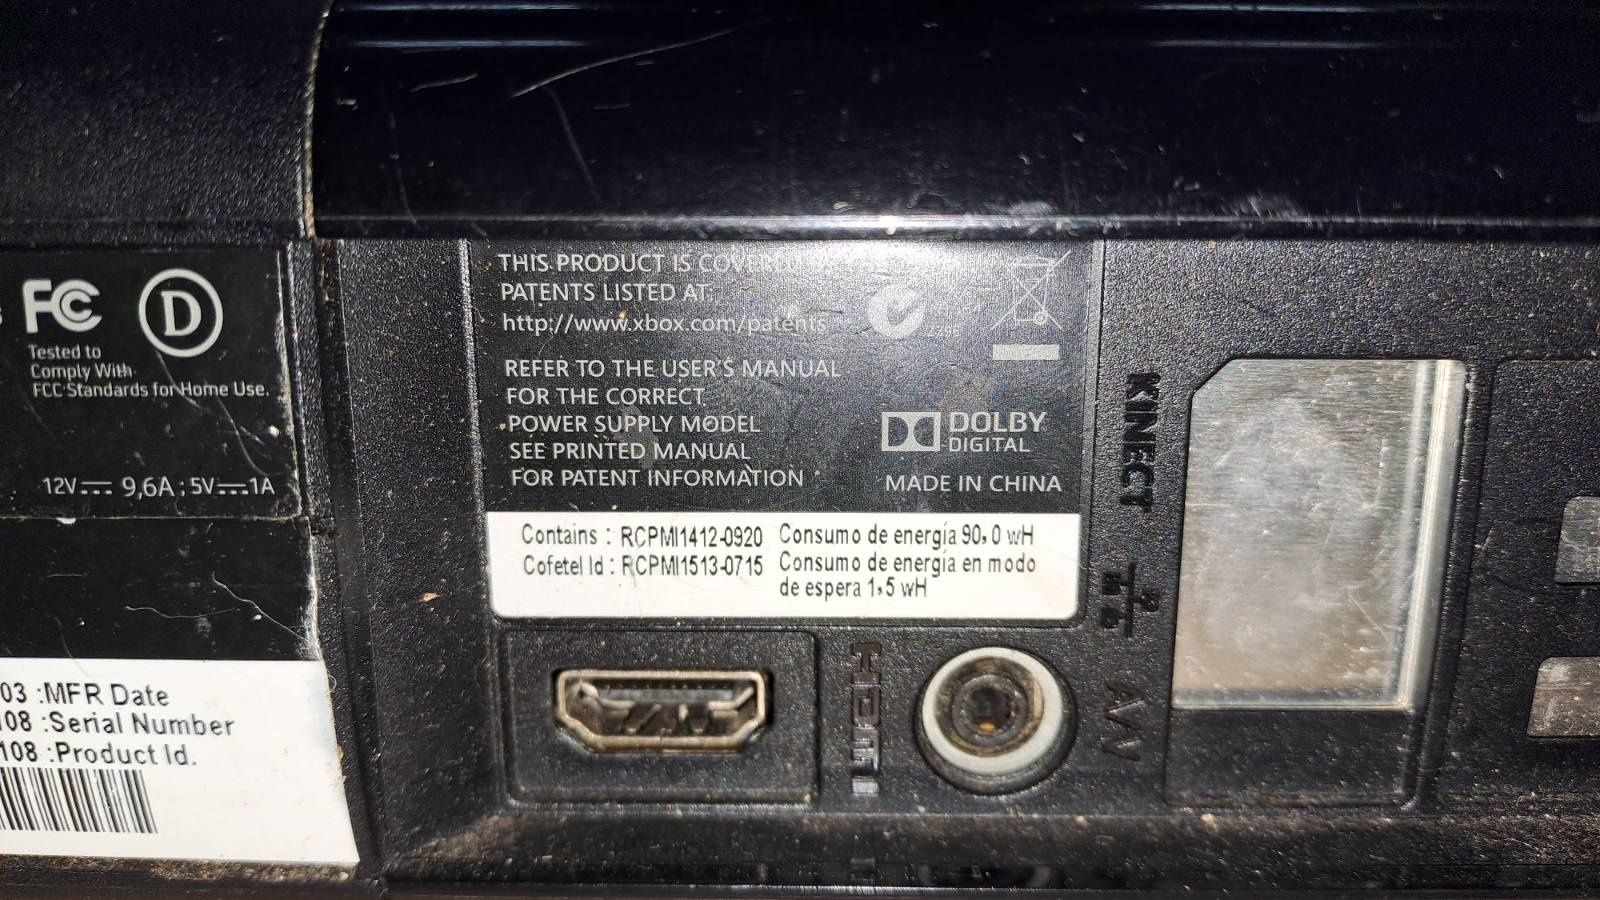 FC
D
Tested to
Comply With
FCC Standards for Home Use.
12V⎓ 9,6A ; 5V⎓1A
03 :MFR Date
108 :Serial Number
108 :Product Id.
THIS PRODUCT IS COVERED
PATENTS LISTED AT:
http://www.xbox.com/patents
REFER TO THE USER'S MANUAL
FOR THE CORRECT
POWER SUPPLY MODEL
SEE PRINTED MANUAL
FOR PATENT INFORMATION
DOLBY
DIGITAL
MADE IN CHINA
Contains : RCPMI1412-0920
Cofetel Id : RCPMI1513-0715
Consumo de energía 90,0 wH
Consumo de energía en modo
de espera 1,5 wH
HDMI
A/V
KINECT